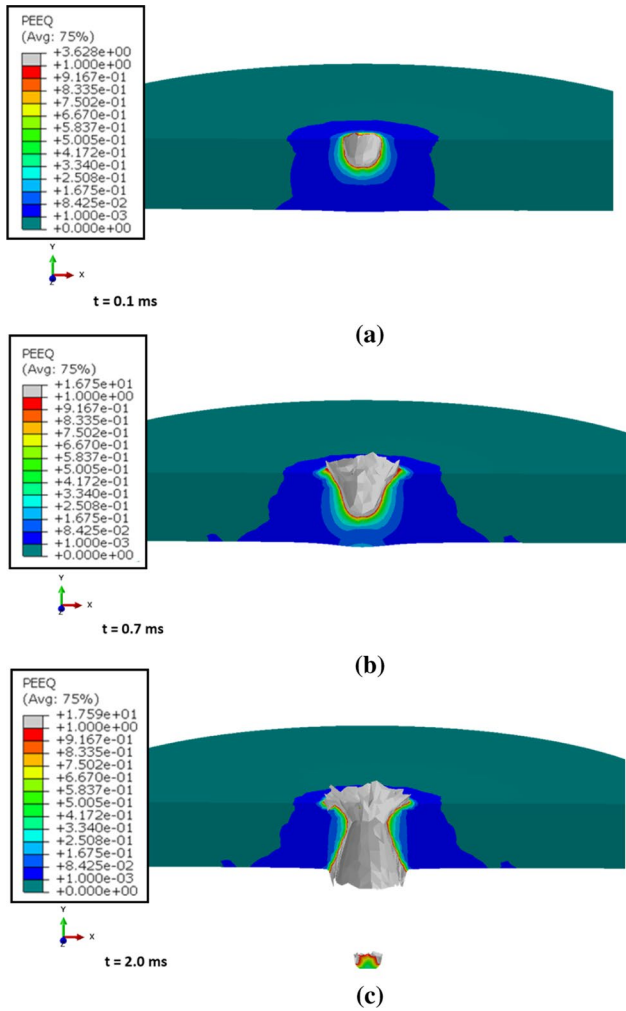 PEEQ
(Avg: 75%)
+3.628e+00
+1.000e+00
+9.167e-01
+8.335e-01
+7.502e-01
+6.670e-01
+5.837e-01
+5.005e-01
+4.172e-01
+3.340e-01
+2.508e-01
+1.675e-01
+8.425e-02
+1.000e-03
+0.000e+00
Y
X
Z
t = 0.1 ms
(a)
PEEQ
(Avg: 75%)
+1.675e+01
+1.000e+00
+9.167e-01
+8.335e-01
+7.502e-01
+6.670e-01
+5.837e-01
+5.005e-01
+4.172e-01
+3.340e-01
+2.508e-01
+1.675e-01
+8.425e-02
+1.000e-03
+0.000e+00
Y
X
Z
t = 0.7 ms
(b)
PEEQ
(Avg: 75%)
+1.759e+01
+1.000e+00
+9.167e-01
+8.335e-01
+7.502e-01
+6.670e-01
+5.837e-01
+5.005e-01
+4.172e-01
+3.340e-01
+2.508e-01
+1.675e-01
+8.425e-02
+1.000e-03
+0.000e+00
Y
X
Z
t = 2.0 ms
(c)